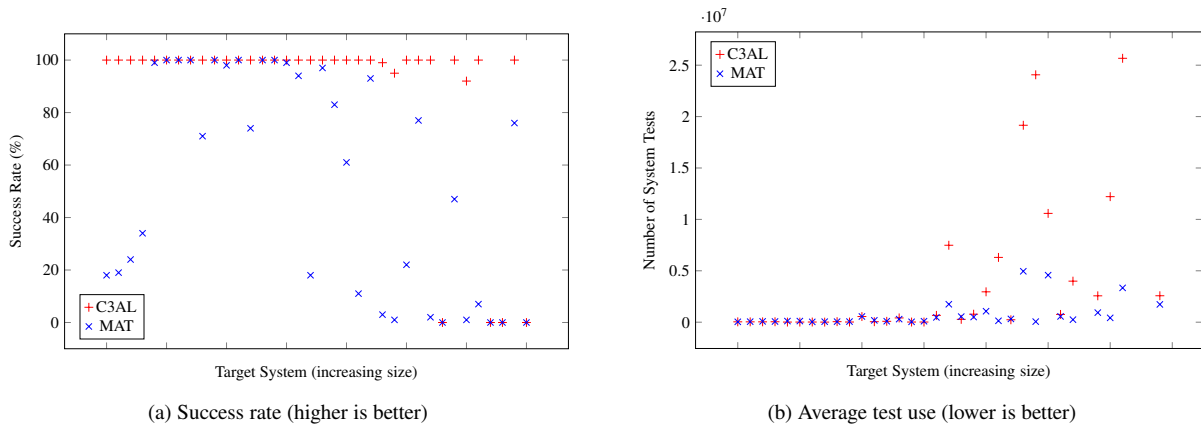 100
80
60
40
20
0
Success Rate (%)
C3AL
MAT
Target System (increasing size)
(a) Success rate (higher is better)
·10^7
2.5
2
1.5
1
0.5
0
Number of System Tests
C3AL
MAT
Target System (increasing size)
(b) Average test use (lower is better)